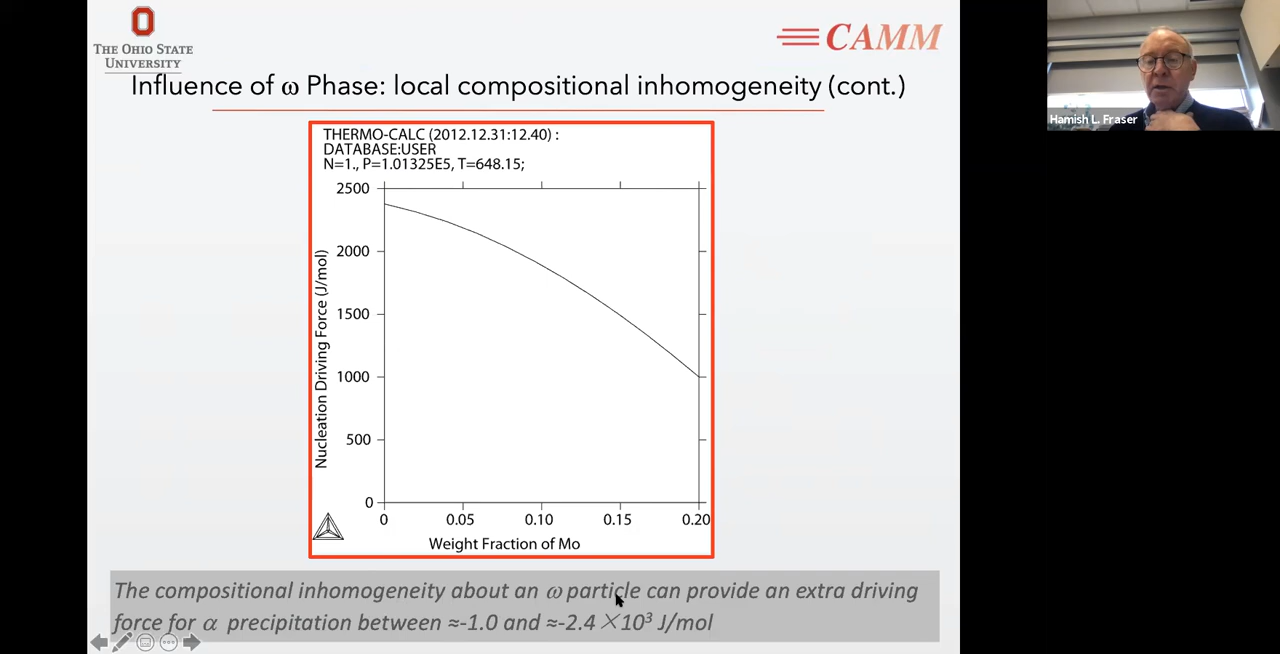 THE OHIO STATE
UNIVERSITY
CAMM
Influence of ω Phase: local compositional inhomogeneity (cont.)
Hamish L. Fraser
THERMO-CALC (2012.12.31:12.40) :
DATABASE:USER
N=1., P=1.01325E5, T=648.15;
Nucleation Driving Force (J/mol)
2500
2000
1500
1000
500
0
0 0.05 0.10 0.15 0.20
Weight Fraction of Mo
The compositional inhomogeneity about an ω particle can provide an extra driving
force for α precipitation between ≈-1.0 and ≈-2.4×10³ J/mol